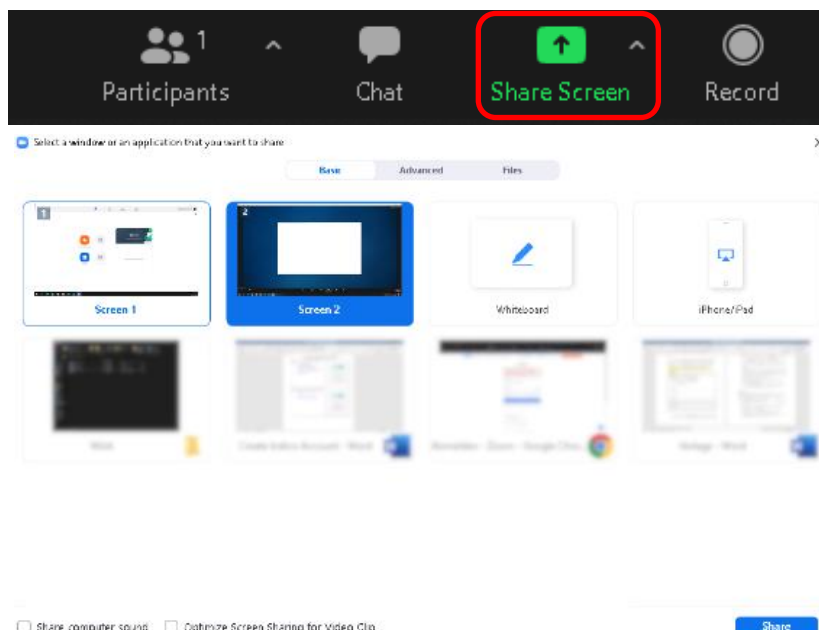 1
Participants
Chat
Share Screen
Record
Select a window or an application that you want to share
Basic Advanced Files
1
2
Screen 1
Screen 2
Whiteboard
iPhone/iPad
Share computer sound
Optimize Screen Sharing for Video Clip
Share